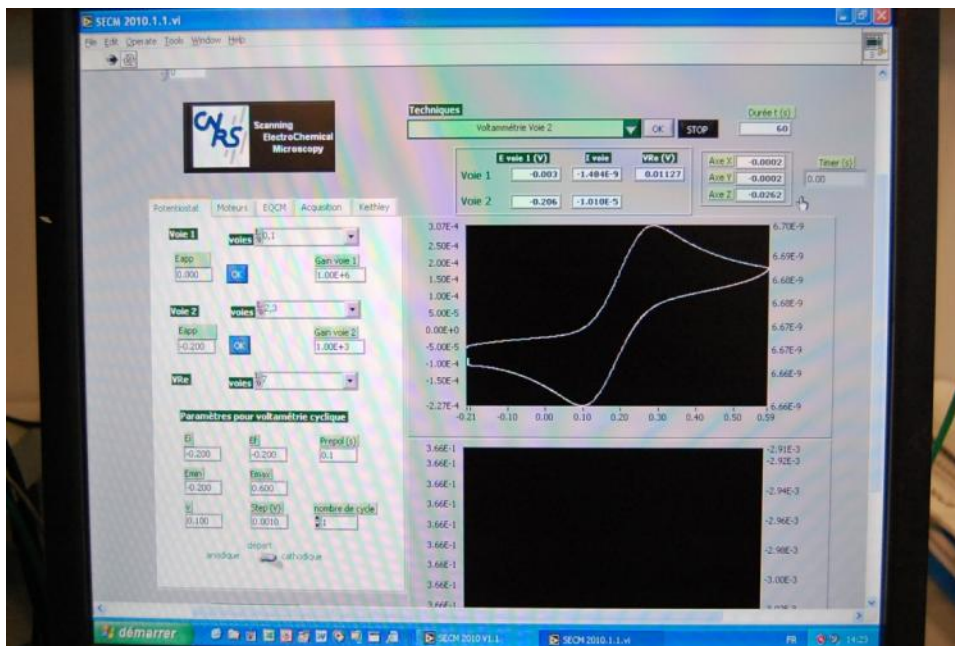 SECM 2010.1.1.vi
File Edit Operate Tools Window Help
0
CNRS
Scanning
ElectroChemical
Microscopy
Techniques
Voltammétrie Voie 2
OK
STOP
Durée t (s)
60
E voie 1 (V) I voie VRe (V)
Voie 1 -0.003 -1.484E-9 0.01127
Voie 2 -0.206 -1.010E-5
Axe X -0.0002
Axe Y -0.0002
Axe Z -0.0262
Timer (s)
0.00
Potentiostat Moteurs EQCM Acquisition Keithley
Voie 1 voies 0,1
Eapp Gain voie 1
0.000 OK 1.00E+6
Voie 2 voies 2,3
Eapp Gain voie 2
-0.200 OK 1.00E+3
VRe voies 7
Paramètres pour voltamétrie cyclique
Ei Ef Prepol (s)
-0.200 -0.200 0.1
Emin Emax
-0.200 0.600
v Step (V) nombre de cycle
0.100 0.0010 1
départ
anodique cathodique
3.07E-4
2.50E-4
2.00E-4
1.50E-4
1.00E-4
5.00E-5
0.00E+0
-5.00E-5
-1.00E-4
-1.50E-4
-2.27E-4
-0.21 -0.10 0.00 0.10 0.20 0.30 0.40 0.50 0.59
6.70E-9
6.69E-9
6.68E-9
6.68E-9
6.67E-9
6.67E-9
6.66E-9
6.66E-9
3.66E-1
3.66E-1
3.66E-1
3.66E-1
3.66E-1
3.66E-1
3.66E-1
3.66E-1
-2.91E-3
-2.92E-3
-2.94E-3
-2.96E-3
-2.98E-3
-3.00E-3
démarrer
SECM 2010 V1.1
SECM 2010.1.1.vi
FR
14:23